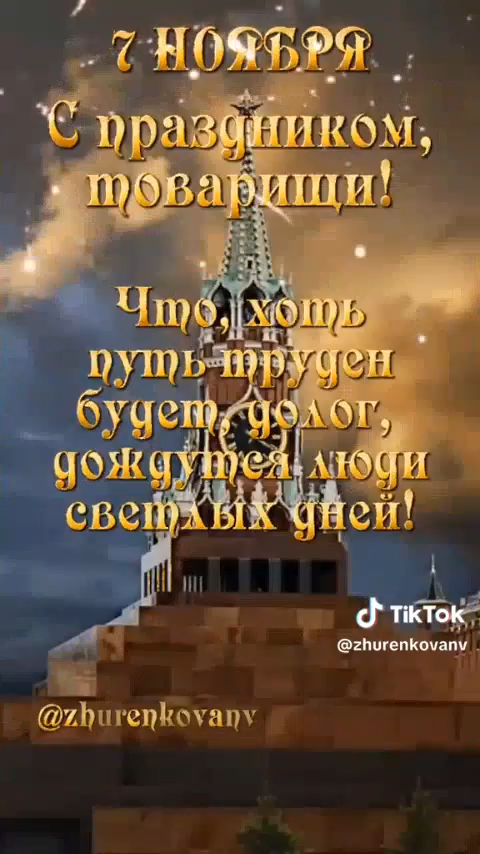 7 НОЯБРЯ
С праздником,
товарищи!
Что, хоть
путь труден
будет, долог,
дождутся люди
светлых дней!
TikTok
@zhurenkovanv
@zhurenkovanv